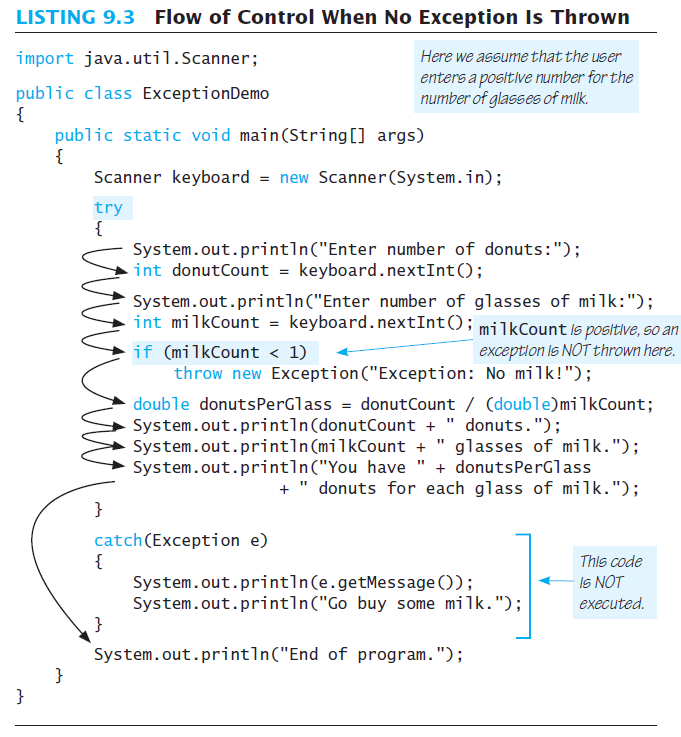 LISTING 9.3 Flow of Control When No Exception Is Thrown
import java.util.Scanner;
Here we assume that the user
enters a positive number for the
number of glasses of milk.
public class ExceptionDemo
{
    public static void main(String[] args)
    {
        Scanner keyboard = new Scanner(System.in);
        try
        {
            System.out.println("Enter number of donuts:");
            int donutCount = keyboard.nextInt();
            System.out.println("Enter number of glasses of milk:");
            int milkCount = keyboard.nextInt();
milkCount is positive, so an
exception is NOT thrown here.
            if (milkCount < 1)
                throw new Exception("Exception: No milk!");
            double donutsPerGlass = donutCount / (double)milkCount;
            System.out.println(donutCount + " donuts.");
            System.out.println(milkCount + " glasses of milk.");
            System.out.println("You have " + donutsPerGlass
                        + " donuts for each glass of milk.");
        }
        catch(Exception e)
        {
            System.out.println(e.getMessage());
            System.out.println("Go buy some milk.");
        }
This code
is NOT
executed.
        System.out.println("End of program.");
    }
}